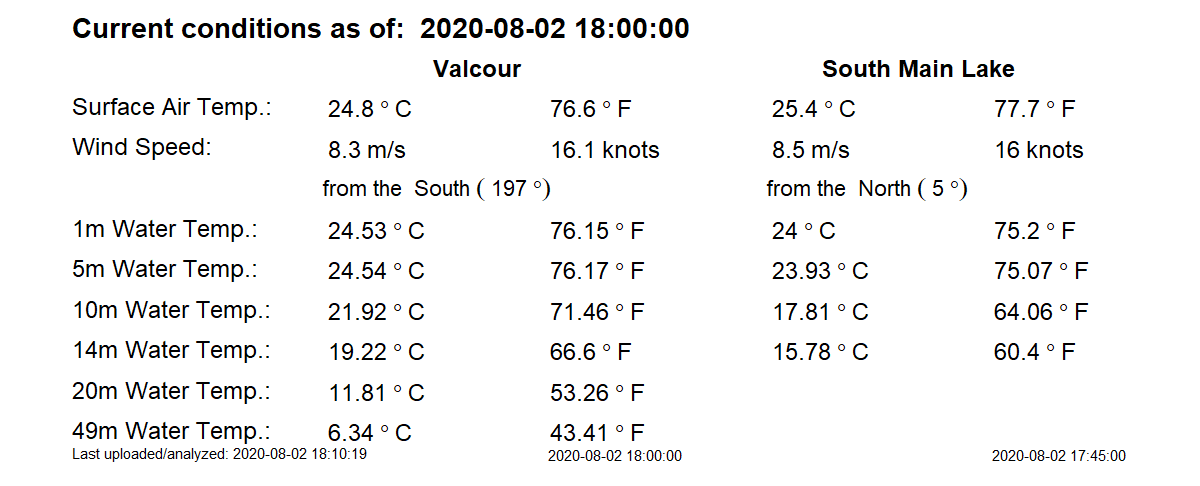 Current conditions as of: 2020-08-02 18:00:00
Valcour South Main Lake
Surface Air Temp.: 24.8 ° C 76.6 ° F 25.4 ° C 77.7 ° F
Wind Speed: 8.3 m/s 16.1 knots 8.5 m/s 16 knots
from the South ( 197 °) from the North ( 5 °)
1m Water Temp.: 24.53 ° C 76.15 ° F 24 ° C 75.2 ° F
5m Water Temp.: 24.54 ° C 76.17 ° F 23.93 ° C 75.07 ° F
10m Water Temp.: 21.92 ° C 71.46 ° F 17.81 ° C 64.06 ° F
14m Water Temp.: 19.22 ° C 66.6 ° F 15.78 ° C 60.4 ° F
20m Water Temp.: 11.81 ° C 53.26 ° F
49m Water Temp.: 6.34 ° C 43.41 ° F
Last uploaded/analyzed: 2020-08-02 18:10:19 2020-08-02 18:00:00 2020-08-02 17:45:00